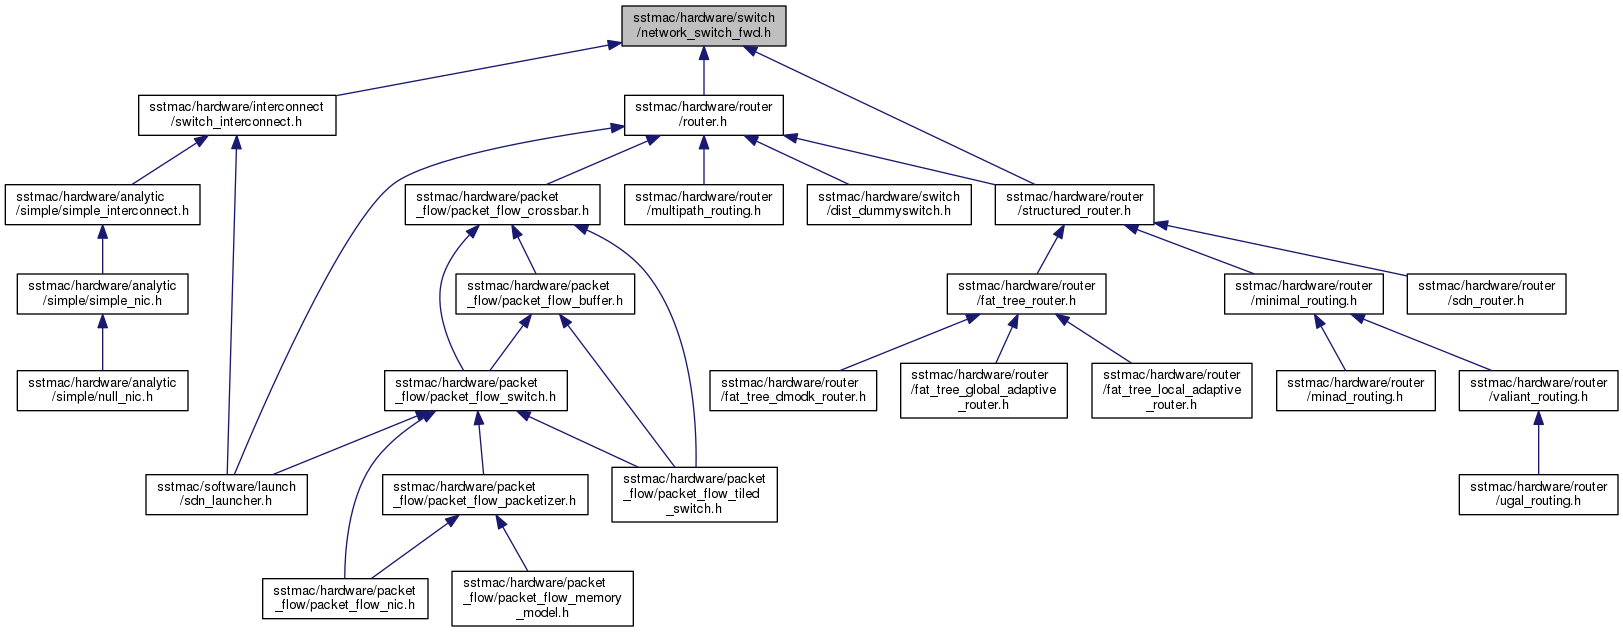 sstmac/hardware/switch
/network_switch_fwd.h
sstmac/hardware/interconnect
/switch_interconnect.h
sstmac/hardware/router
/router.h
sstmac/hardware/analytic
/simple/simple_interconnect.h
sstmac/hardware/packet
_flow/packet_flow_crossbar.h
sstmac/hardware/router
/multipath_routing.h
sstmac/hardware/switch
/dist_dummyswitch.h
sstmac/hardware/router
/structured_router.h
sstmac/hardware/analytic
/simple/simple_nic.h
sstmac/hardware/packet
_flow/packet_flow_buffer.h
sstmac/hardware/router
/fat_tree_router.h
sstmac/hardware/router
/minimal_routing.h
sstmac/hardware/router
/sdn_router.h
sstmac/hardware/analytic
/simple/null_nic.h
sstmac/hardware/packet
_flow/packet_flow_switch.h
sstmac/hardware/router
/fat_tree_dmodk_router.h
sstmac/hardware/router
/fat_tree_global_adaptive
_router.h
sstmac/hardware/router
/fat_tree_local_adaptive
_router.h
sstmac/hardware/router
/minad_routing.h
sstmac/hardware/router
/valiant_routing.h
sstmac/software/launch
/sdn_launcher.h
sstmac/hardware/packet
_flow/packet_flow_packetizer.h
sstmac/hardware/packet
_flow/packet_flow_tiled
_switch.h
sstmac/hardware/router
/ugal_routing.h
sstmac/hardware/packet
_flow/packet_flow_nic.h
sstmac/hardware/packet
_flow/packet_flow_memory
_model.h